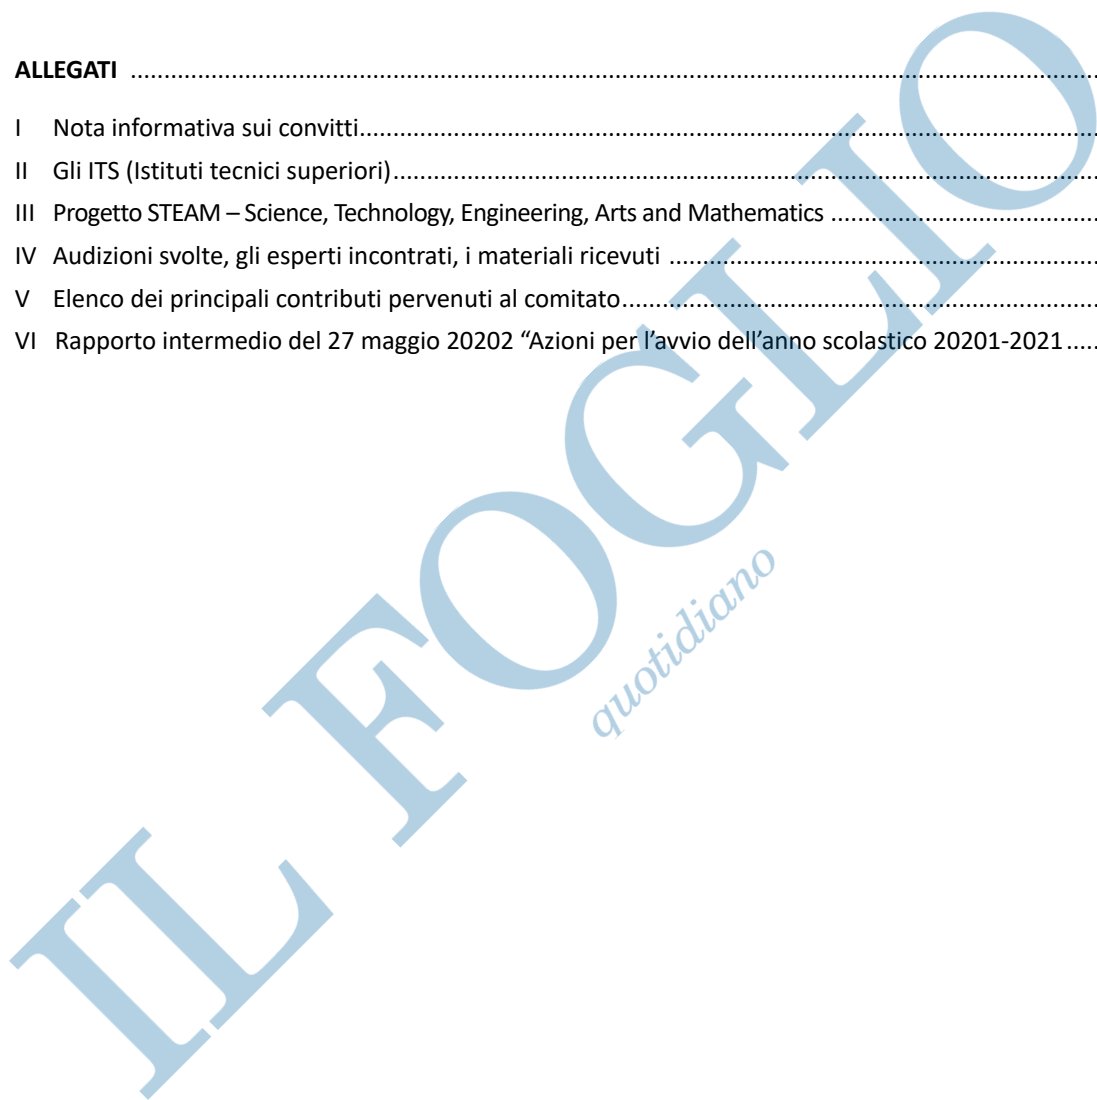 ALLEGATI ................................................................................
I Nota informativa sui convitti................................................................................
II Gli ITS (Istituti tecnici superiori)................................................................................
III Progetto STEAM – Science, Technology, Engineering, Arts and Mathematics ........................................
IV Audizioni svolte, gli esperti incontrati, i materiali ricevuti ................................................................
V Elenco dei principali contributi pervenuti al comitato................................................................
VI Rapporto intermedio del 27 maggio 20202 “Azioni per l’avvio dell’anno scolastico 20201-2021.....
IL FOGLIO
quotidiano